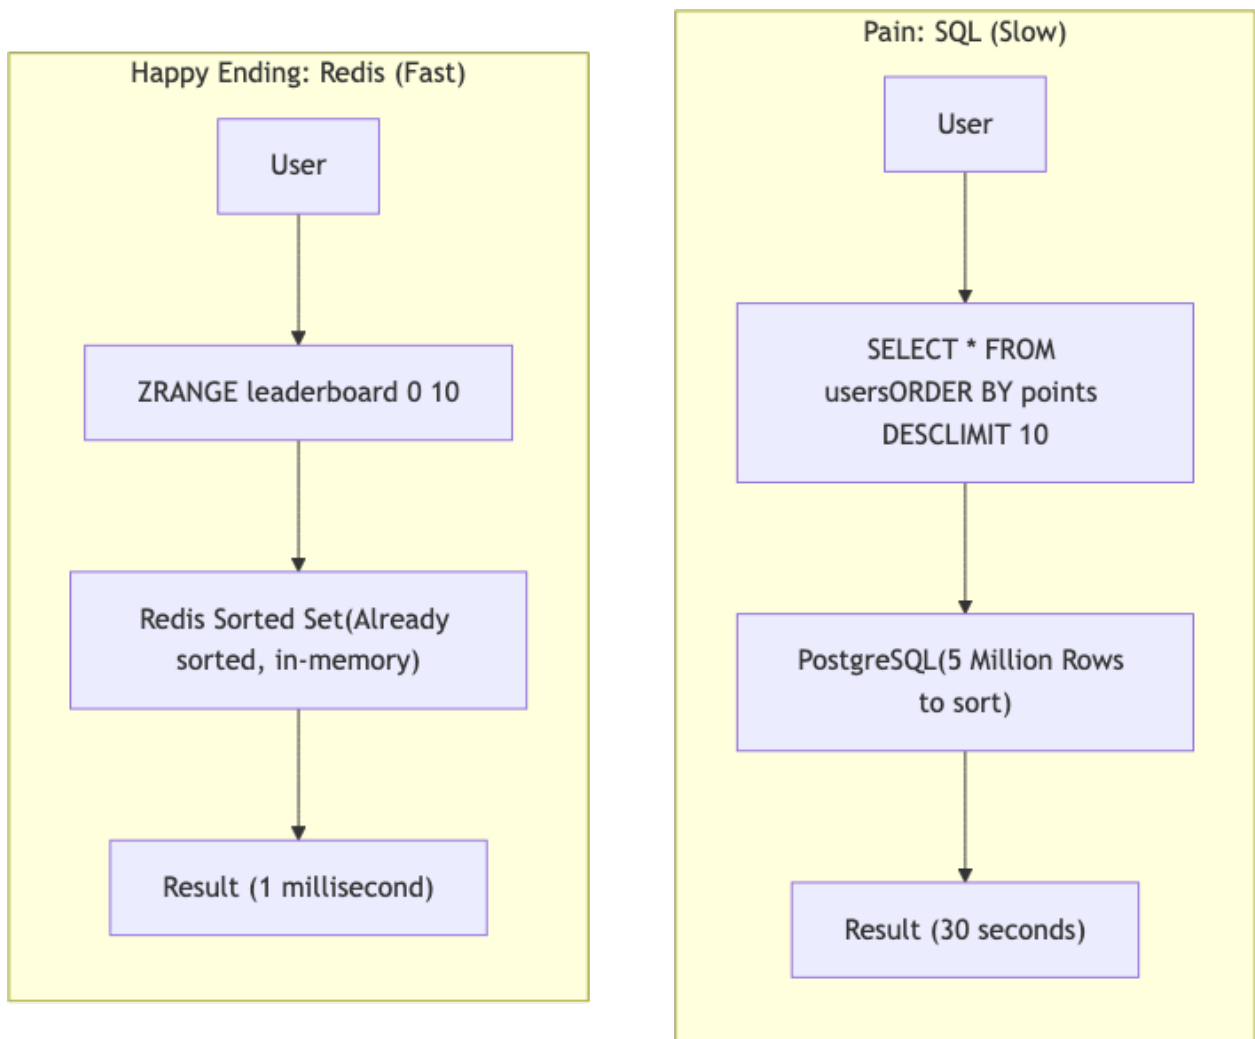 Happy Ending: Redis (Fast)
User
ZRANGE leaderboard 0 10
Redis Sorted Set(Already
sorted, in-memory)
Result (1 millisecond)
Pain: SQL (Slow)
User
SELECT * FROM
usersORDER BY points
DESCLIMIT 10
PostgreSQL(5 Million Rows
to sort)
Result (30 seconds)